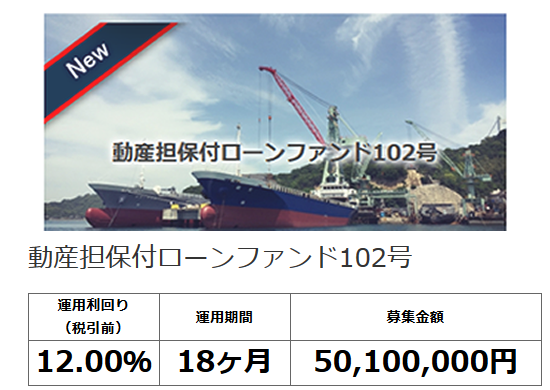 New
動産担保付ローンファンド102号
動産担保付ローンファンド102号
運用利回り
（税引前）
運用期間
募集金額
12.00%
18ヶ月
50,100,000円